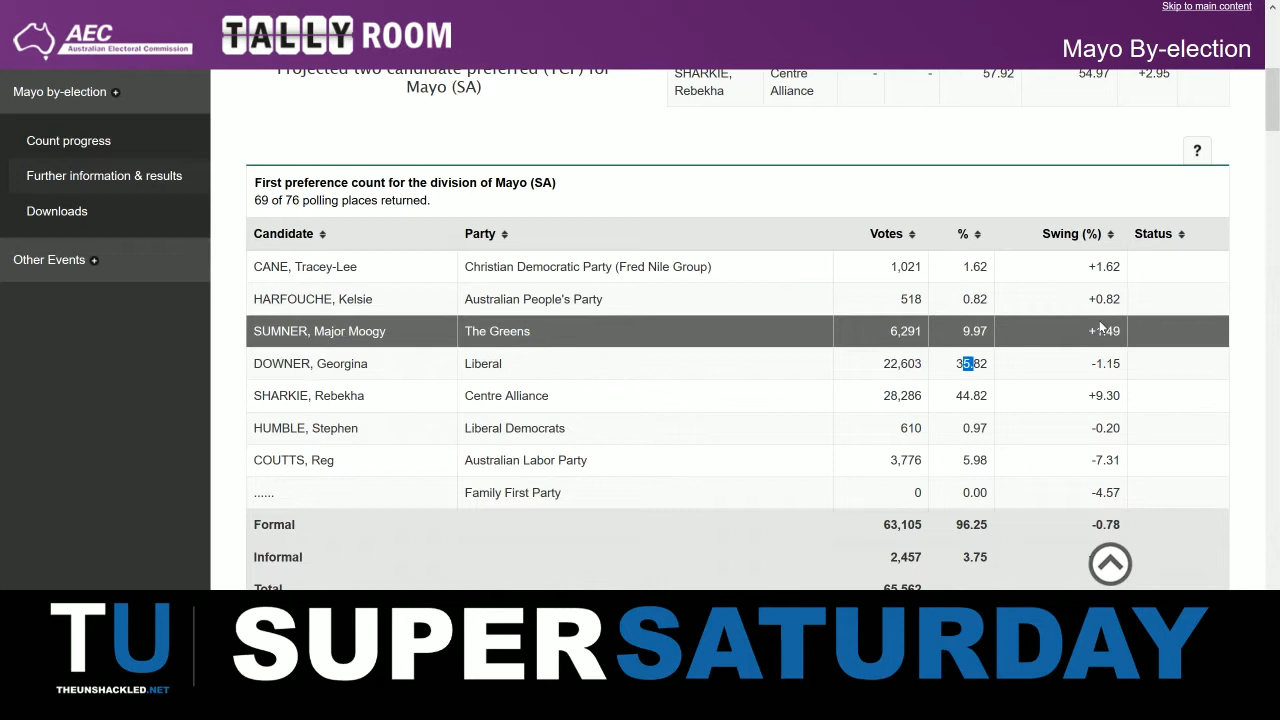 Skip to main content
AEC
Australian Electoral Commission
TALLY ROOM
Mayo By-election
Mayo by-election
Count progress
Further information & results
Downloads
Other Events
Projected two candidate preferred (TCP) for
Mayo (SA)
SHARKIE, Rebekha Centre Alliance - - 57.92 54.97 +2.95
?
First preference count for the division of Mayo (SA)
69 of 76 polling places returned.
Candidate Party Votes % Swing (%) Status
CANE, Tracey-Lee Christian Democratic Party (Fred Nile Group) 1,021 1.62 +1.62
HARFOUCHE, Kelsie Australian People's Party 518 0.82 +0.82
SUMNER, Major Moogy The Greens 6,291 9.97 +1.49
DOWNER, Georgina Liberal 22,603 35.82 -1.15
SHARKIE, Rebekha Centre Alliance 28,286 44.82 +9.30
HUMBLE, Stephen Liberal Democrats 610 0.97 -0.20
COUTTS, Reg Australian Labor Party 3,776 5.98 -7.31
...... Family First Party 0 0.00 -4.57
Formal 63,105 96.25 -0.78
Informal 2,457 3.75
Total 65,562
TU SUPERSATURDAY
THEUNSHACKLED.NET